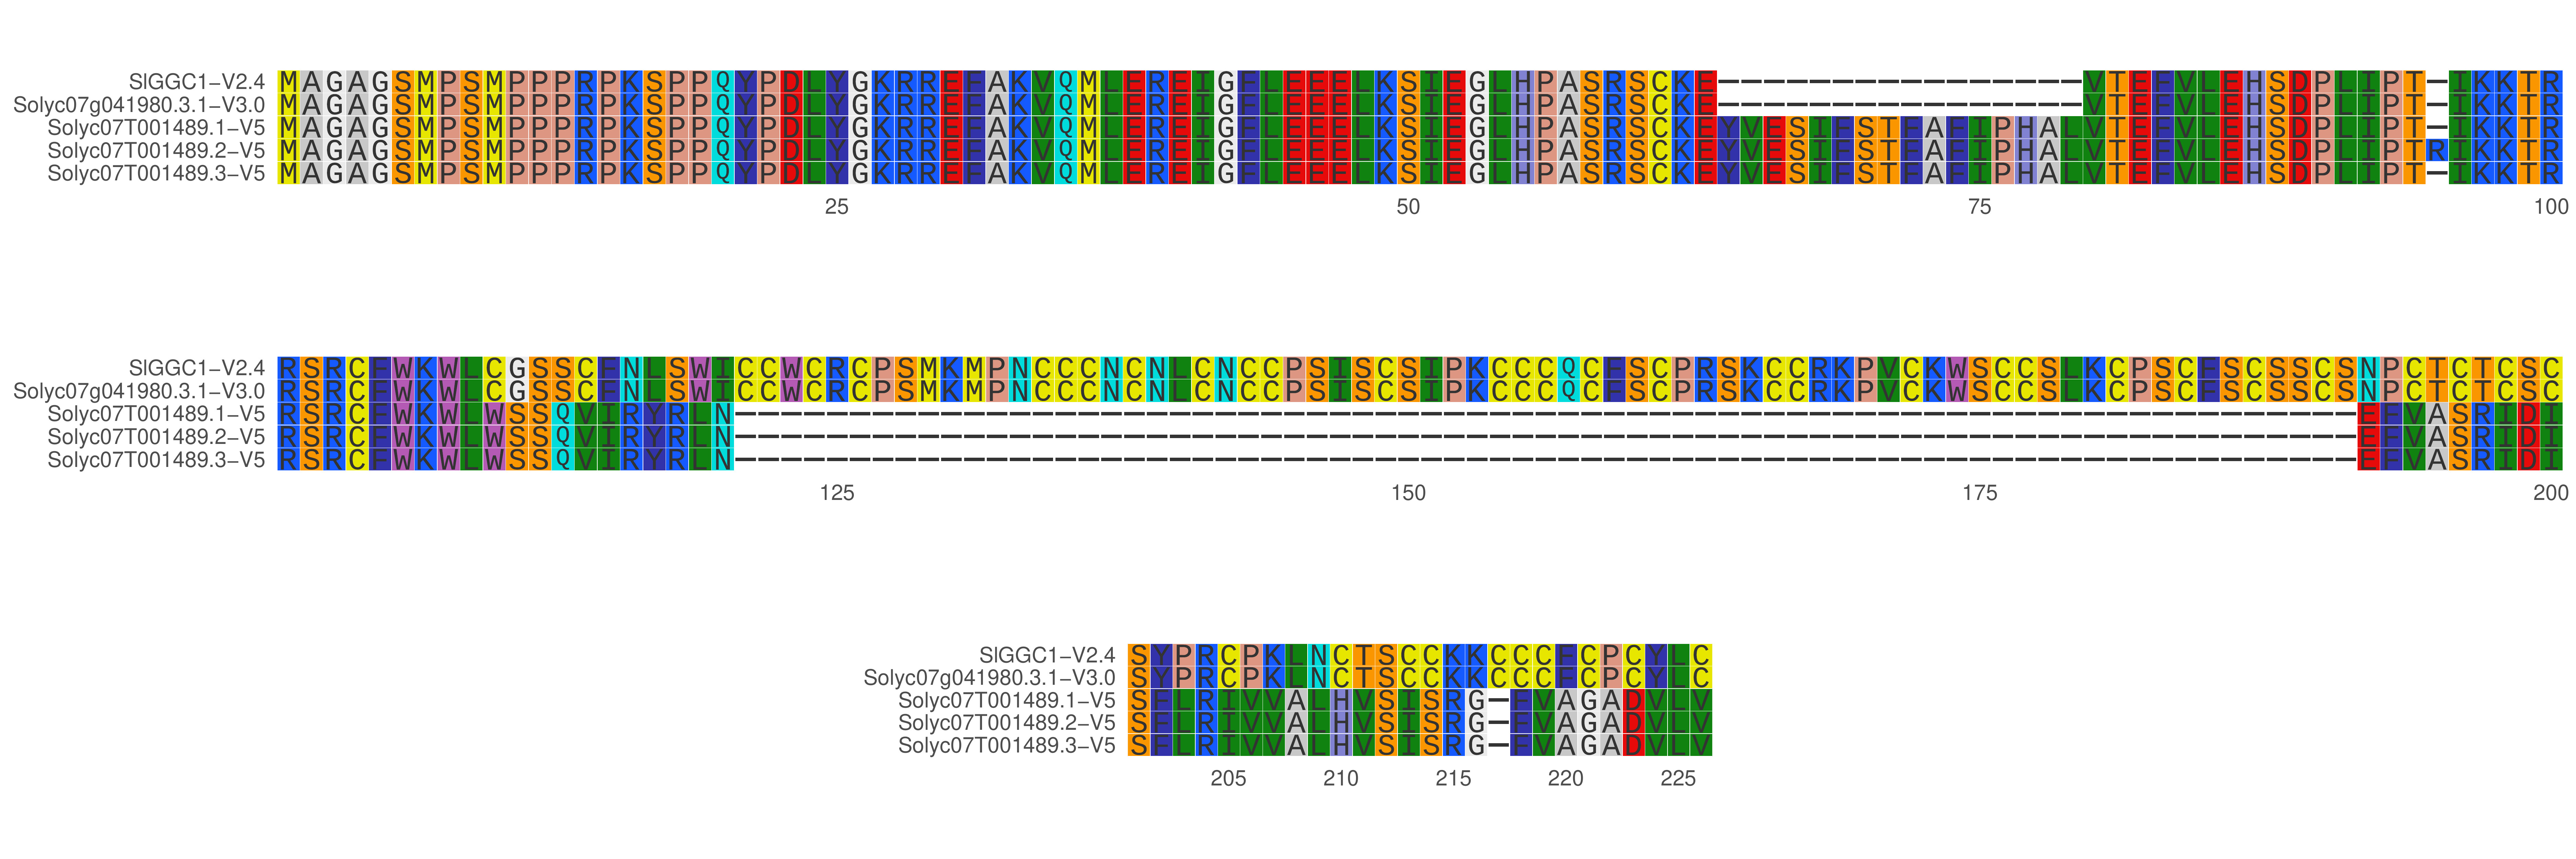 SlGGC1–V2.4 MAGAGSMPSMPPPRPKSPPQYPDLYGKRREFAKVQMLEREIGFLEEELKSIEGLHPASRSCKE----------------VTEFVLEHSDPLIPT-IKKTR
Solyc07g041980.3.1–V3.0 MAGAGSMPSMPPPRPKSPPQYPDLYGKRREFAKVQMLEREIGFLEEELKSIEGLHPASRSCKE----------------VTEFVLEHSDPLIPT-IKKTR
Solyc07T001489.1–V5 MAGAGSMPSMPPPRPKSPPQYPDLYGKRREFAKVQMLEREIGFLEEELKSIEGLHPASRSCKEYVESIFSTFAFIPHALVTEFVLEHSDPLIPT-IKKTR
Solyc07T001489.2–V5 MAGAGSMPSMPPPRPKSPPQYPDLYGKRREFAKVQMLEREIGFLEEELKSIEGLHPASRSCKEYVESIFSTFAFIPHALVTEFVLEHSDPLIPTRIKKTR
Solyc07T001489.3–V5 MAGAGSMPSMPPPRPKSPPQYPDLYGKRREFAKVQMLEREIGFLEEELKSIEGLHPASRSCKEYVESIFSTFAFIPHALVTEFVLEHSDPLIPT-IKKTR
25 50 75 100
SlGGC1–V2.4 RSRCFWKWLCGSSCFNLSWICCWCRCPSMKMPNCCCNCNLCNCCPSISCSIPKCCCQCFSCPRSKCCRKPVCKWSCCSLKCPSCFSCSSCSNPCTCTCSC
Solyc07g041980.3.1–V3.0 RSRCFWKWLCGSSCFNLSWICCWCRCPSMKMPNCCCNCNLCNCCPSISCSIPKCCCQCFSCPRSKCCRKPVCKWSCCSLKCPSCFSCSSCSNPCTCTCSC
Solyc07T001489.1–V5 RSRCFWKWLWSSQVIRYRLN-----------------------------------------------------------------------EFVASRIDI
Solyc07T001489.2–V5 RSRCFWKWLWSSQVIRYRLN-----------------------------------------------------------------------EFVASRIDI
Solyc07T001489.3–V5 RSRCFWKWLWSSQVIRYRLN-----------------------------------------------------------------------EFVASRIDI
125 150 175 200
SlGGC1–V2.4 SYPRCPKLNCTSCCKKCCCFCPCYLC
Solyc07g041980.3.1–V3.0 SYPRCPKLNCTSCCKKCCCFCPCYLC
Solyc07T001489.1–V5 SFLRIVVALHVSISRG-FVAGADVLV
Solyc07T001489.2–V5 SFLRIVVALHVSISRG-FVAGADVLV
Solyc07T001489.3–V5 SFLRIVVALHVSISRG-FVAGADVLV
205 210 215 220 225